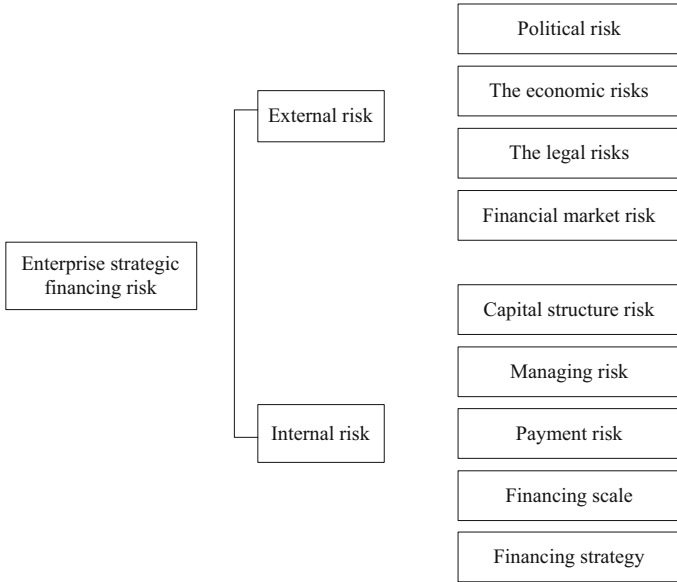 Political risk
The economic risks
External risk
The legal risks
Financial market risk
Enterprise strategic
financing risk
Capital structure risk
Managing risk
Internal risk
Payment risk
Financing scale
Financing strategy